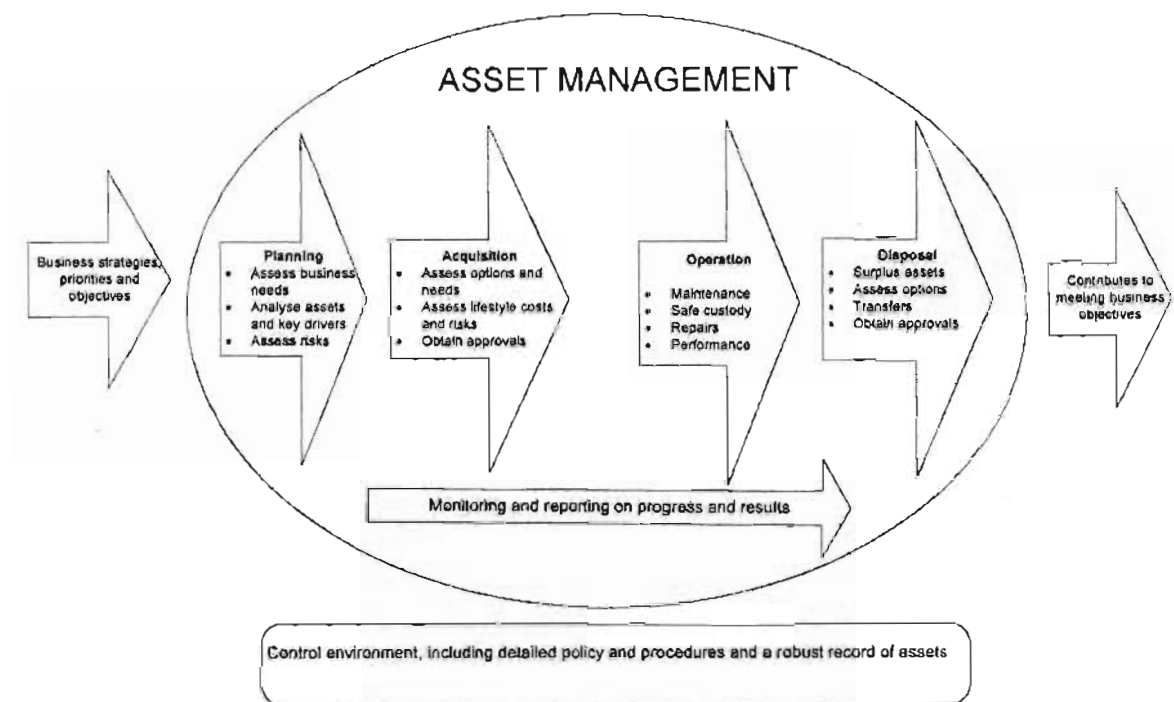 ASSET MANAGEMENT
Business strategies,
priorities and
objectives
Planning
• Assess business
needs
• Analyse assets
and key drivers
• Assess risks
Acquisition
• Assess options and
needs
• Assess lifestyle costs
and risks
• Obtain approvals
Operation
• Maintenance
• Safe custody
• Repairs
• Performance
Disposal
• Surplus assets
• Assess options
• Transfers
• Obtain approvals
Contributes to
meeting business
objectives
Monitoring and reporting on progress and results
Control environment, including detailed policy and procedures and a robust record of assets